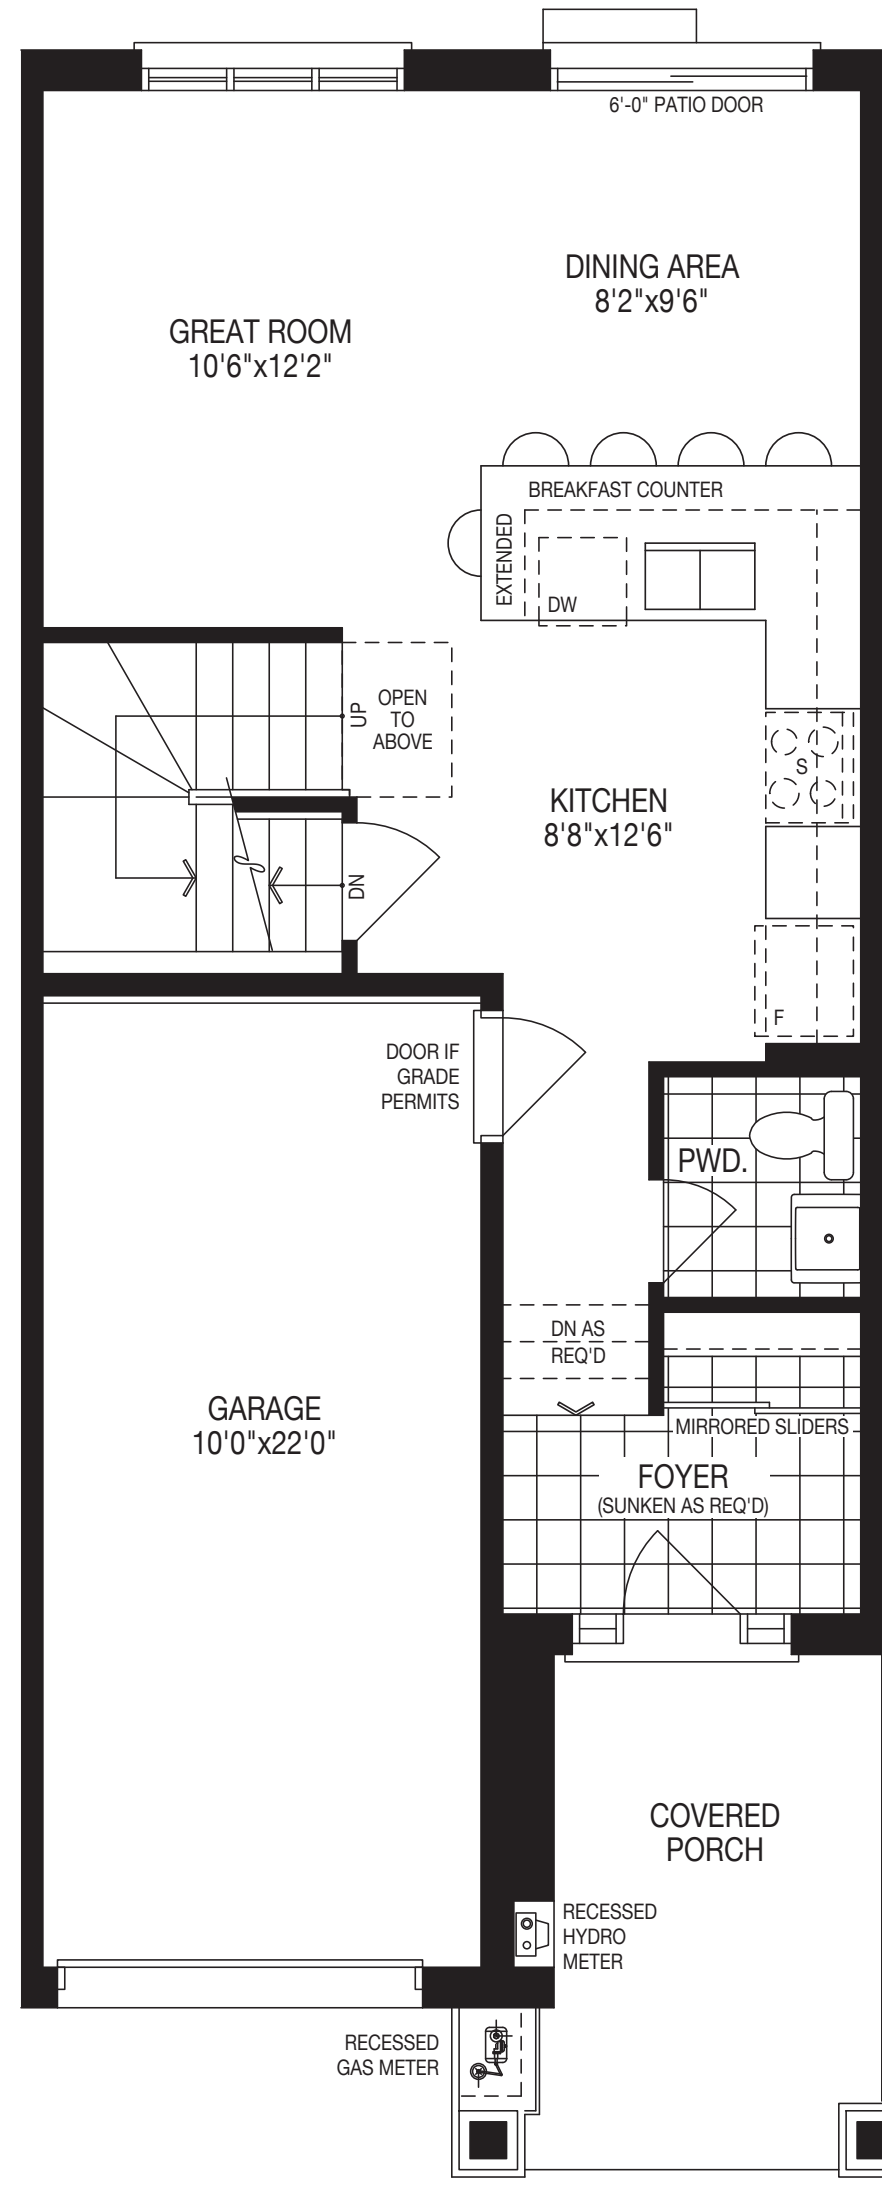 6'-0" PATIO DOOR
DINING AREA
8'2"x9'6"
GREAT ROOM
10'6"x12'2"
BREAKFAST COUNTER
EXTENDED
DW
UP
OPEN
TO
ABOVE
S
KITCHEN
8'8"x12'6"
DN
F
DOOR IF
GRADE
PERMITS
PWD.
DN AS
REQ'D
GARAGE
10'0"x22'0"
MIRRORED SLIDERS
FOYER
(SUNKEN AS REQ'D)
COVERED
PORCH
RECESSED
HYDRO
METER
RECESSED
GAS METER